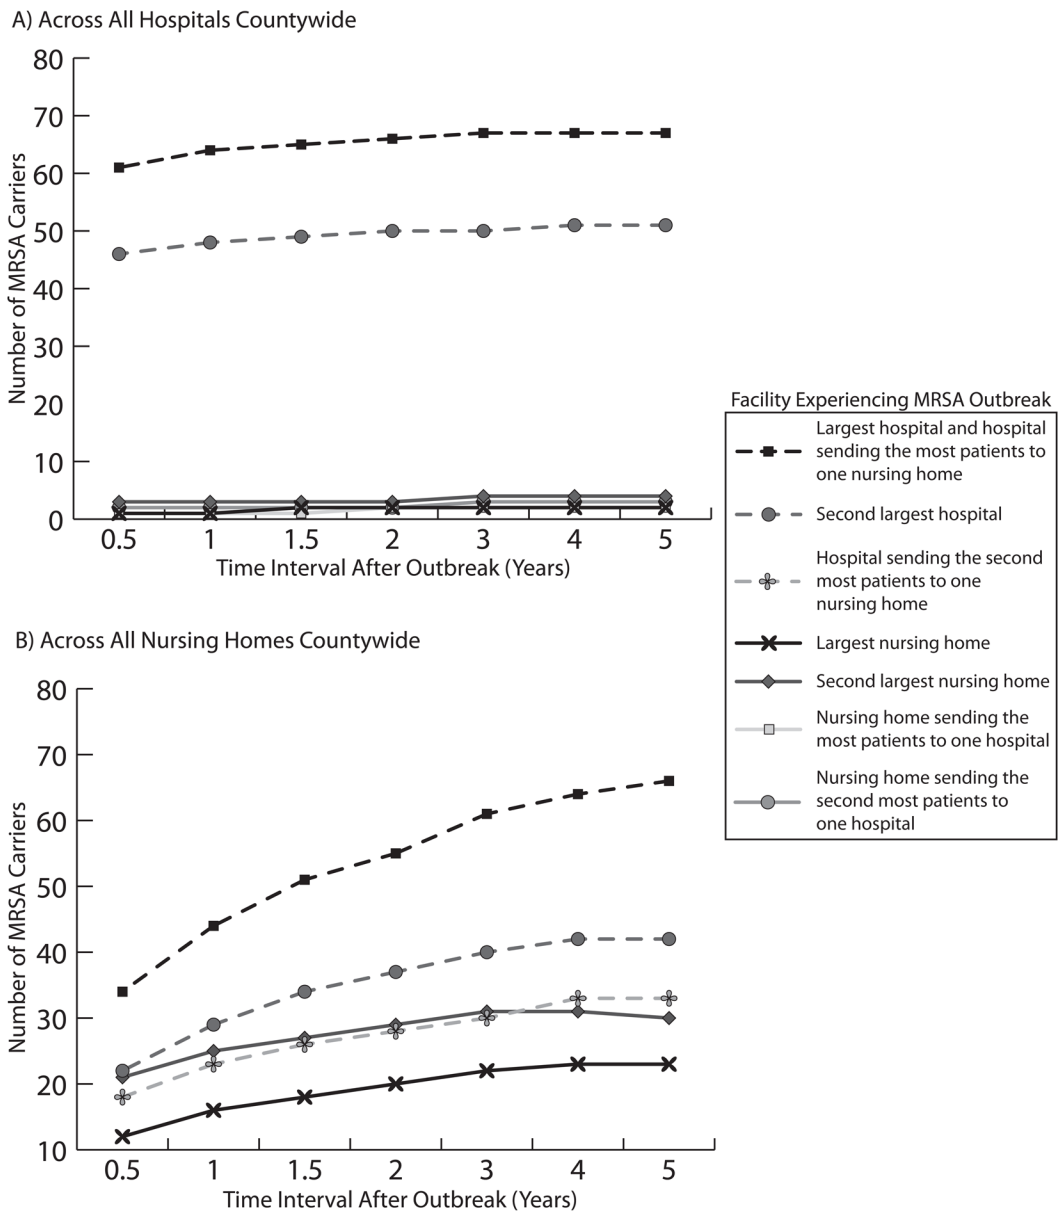 A) Across All Hospitals Countywide
80
70
60
50
40
30
20
10
0
Number of MRSA Carriers
0.5 1 1.5 2 3 4 5
Time Interval After Outbreak (Years)
Facility Experiencing MRSA Outbreak
Largest hospital and hospital
sending the most patients to
one nursing home
Second largest hospital
Hospital sending the second
most patients to one
nursing home
Largest nursing home
Second largest nursing home
Nursing home sending the
most patients to one hospital
Nursing home sending the
second most patients to
one hospital
B) Across All Nursing Homes Countywide
80
70
60
50
40
30
20
10
Number of MRSA Carriers
0.5 1 1.5 2 3 4 5
Time Interval After Outbreak (Years)